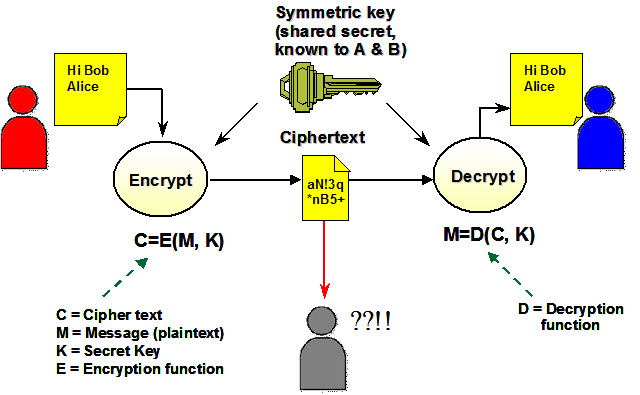 Symmetric key
(shared secret,
known to A & B)
Hi Bob
Alice
Hi Bob
Alice
Ciphertext
Encrypt
aN!3q
*nB5+
Decrypt
C=E(M, K)
M=D(C, K)
C = Cipher text
M = Message (plaintext)
K = Secret Key
E = Encryption function
??!!
D = Decryption
function